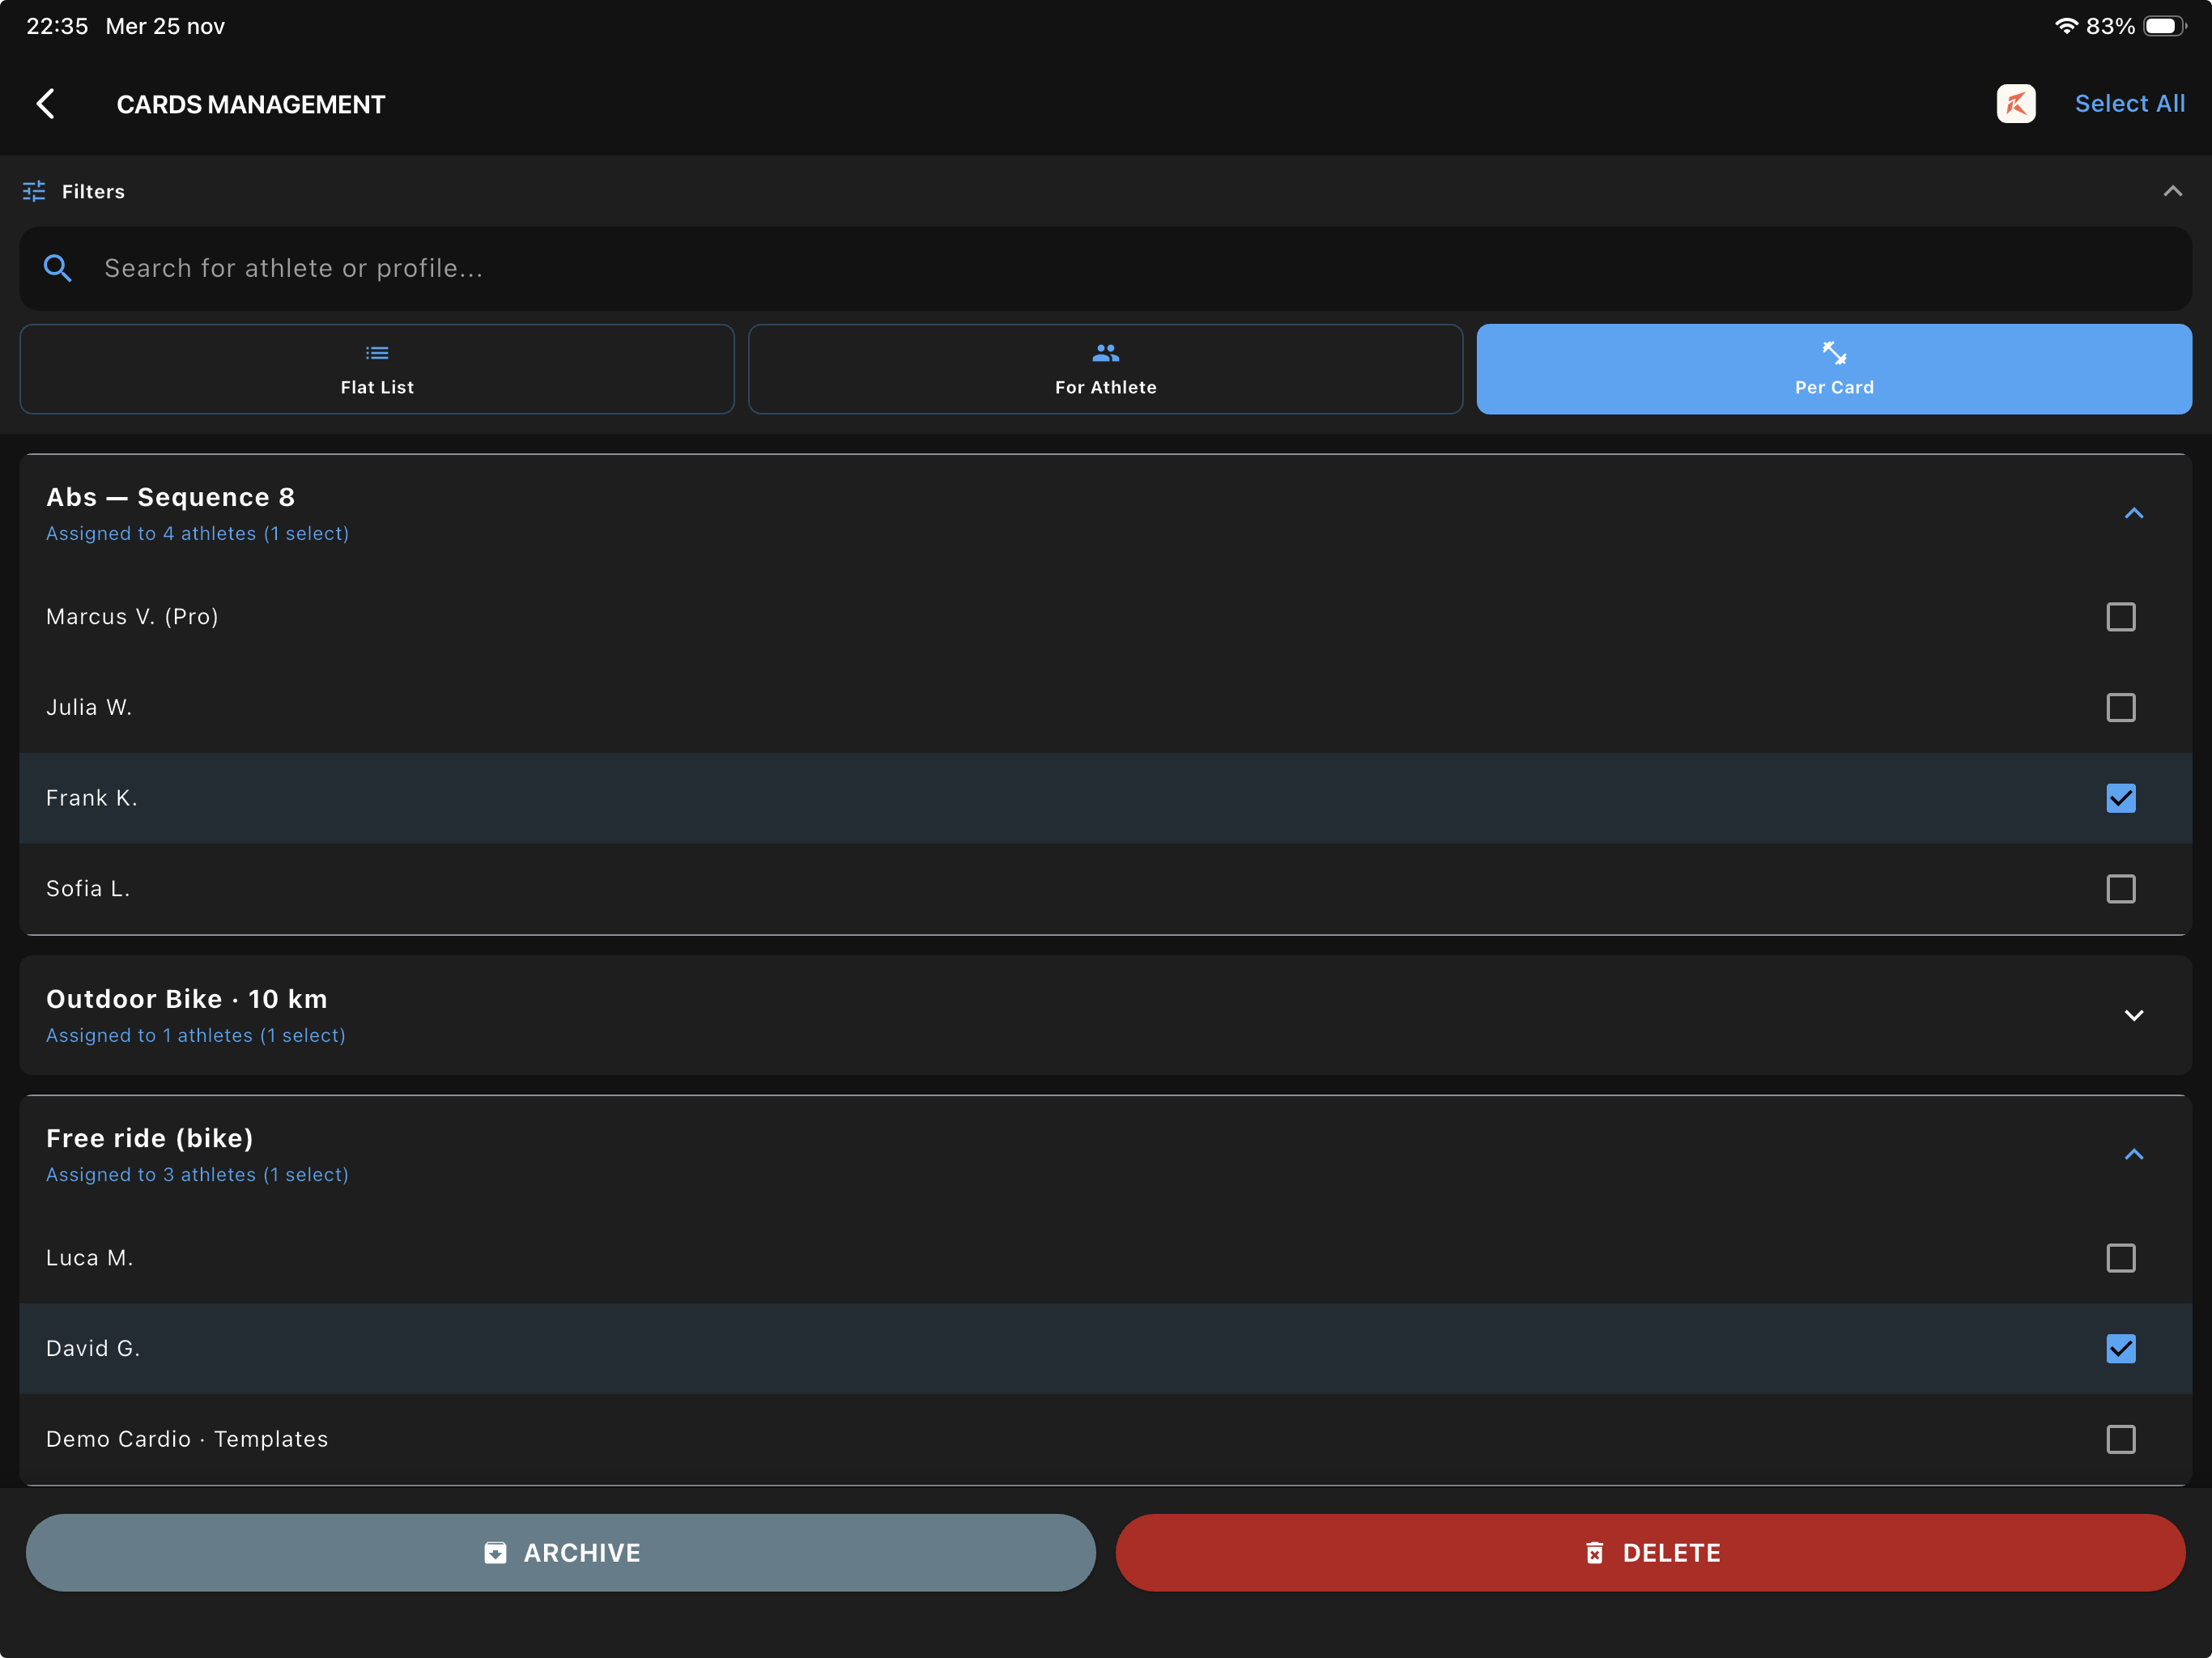 22:35 Mer 25 nov 83%
CARDS MANAGEMENT
Select All
Filters
Search for athlete or profile...
Flat List
For Athlete
Per Card
Abs — Sequence 8
Assigned to 4 athletes (1 select)
Marcus V. (Pro)
Julia W.
Frank K.
Sofia L.
Outdoor Bike · 10 km
Assigned to 1 athletes (1 select)
Free ride (bike)
Assigned to 3 athletes (1 select)
Luca M.
David G.
Demo Cardio · Templates
ARCHIVE
DELETE